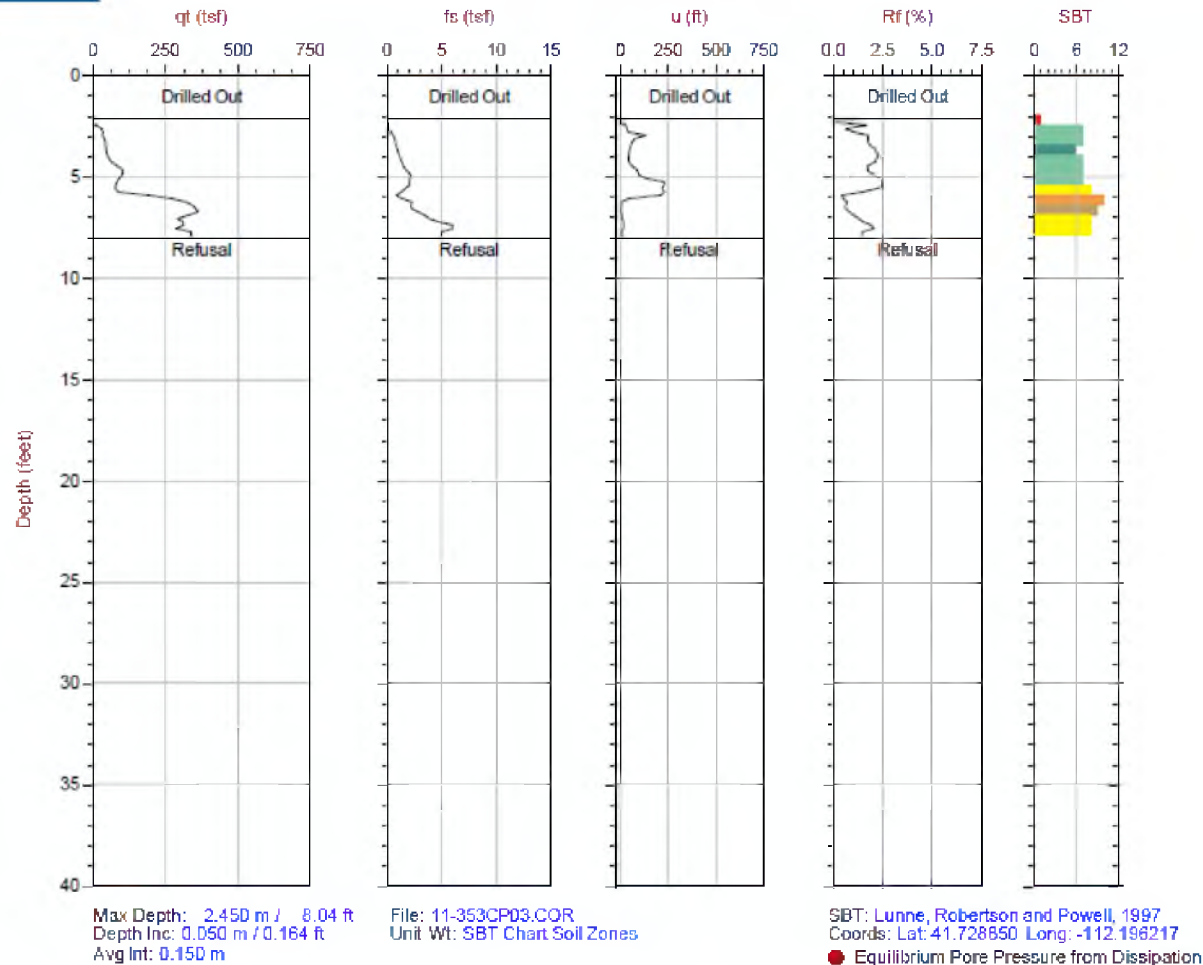 qt (tsf) fs (tsf) u (ft) Rf (%) SBT
0 250 500 750 0 5 10 15 0 250 500 750 0.0 2.5 5.0 7.5 0 6 12
0
Drilled Out Drilled Out Drilled Out Drilled Out
5
Refusal Refusal Refusal Refusal
10
15
20
25
30
35
40
Depth (feet)
Max Depth: 2.450 m / 8.04 ft File: 11-353CP03.COR SBT: Lunne, Robertson and Powell, 1997
Depth Inc: 0.050 m / 0.164 ft Unit Wt: SBT Chart Soil Zones Coords: Lat: 41.728850 Long: -112.196217
Avg Int: 0.150 m Equilibrium Pore Pressure from Dissipation